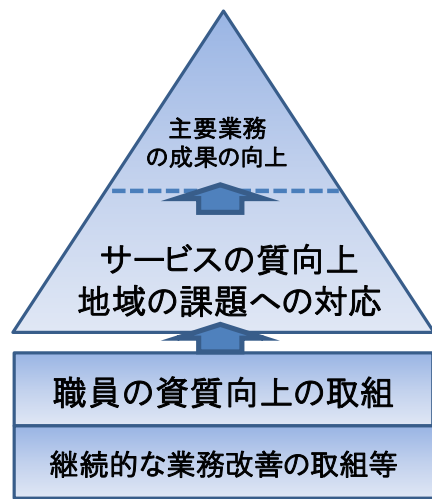 主要業務
の成果の向上
サービスの質向上
地域の課題への対応
職員の資質向上の取組
継続的な業務改善の取組等